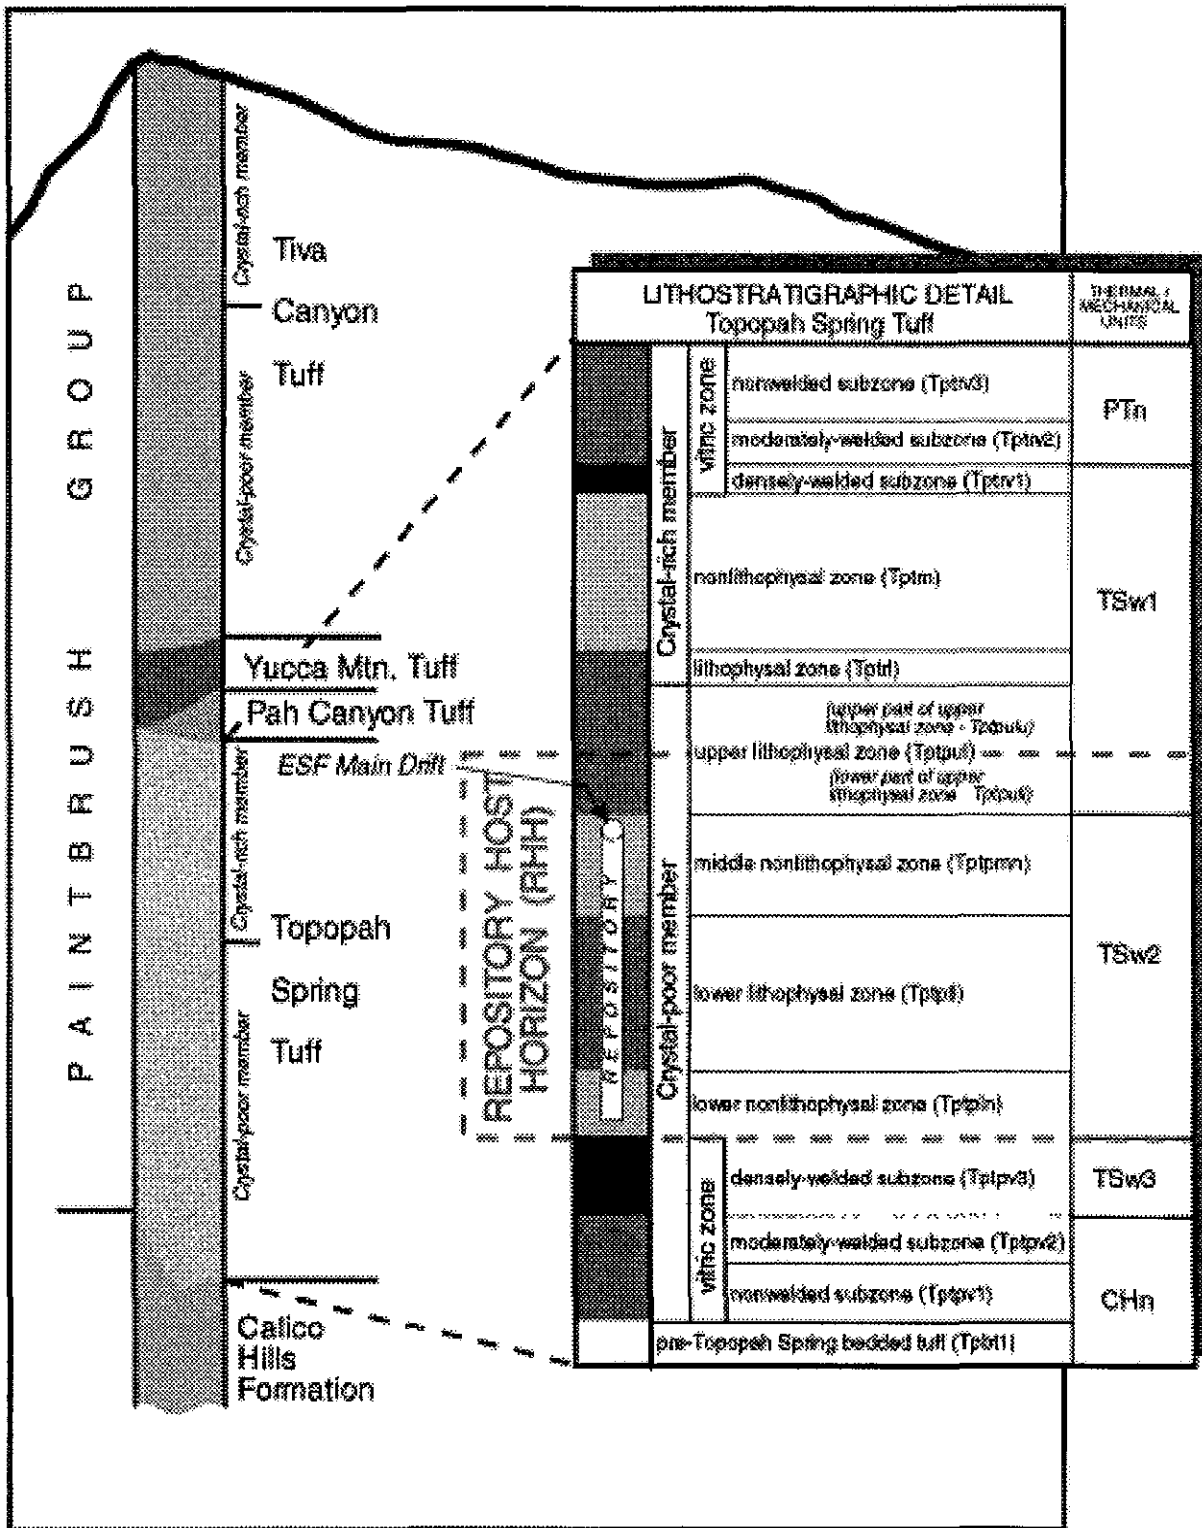 PAINTBRUSH GROUP
Crystal-rich member
Crystal-poor member
Tiva
Canyon
Tuff
Yucca Mtn. Tuff
Pah Canyon Tuff
Crystal-rich member
Crystal-poor member
Topopah
Spring
Tuff
Calico
Hills
Formation
ESF Main Drift
REPOSITORY HOST
HORIZON (RHH)
REPOSITORY
LITHOSTRATIGRAPHIC DETAIL
Topopah Spring Tuff
THERMAL /
MECHANICAL
UNITS
Crystal-rich member
vitric zone
nonwelded subzone (Tptrv3)
moderately-welded subzone (Tptrv2)
densely-welded subzone (Tptrv1)
nonlithophysal zone (Tptrn)
lithophysal zone (Tptrl)
Crystal-poor member
(upper part of upper
lithophysal zone - Tptpulu)
upper lithophysal zone (Tptpul)
(lower part of upper
lithophysal zone - Tptpull)
middle nonlithophysal zone (Tptpmn)
lower lithophysal zone (Tptpll)
lower nonlithophysal zone (Tptpln)
vitric zone
densely-welded subzone (Tptpv3)
moderately-welded subzone (Tptpv2)
nonwelded subzone (Tptpv1)
pre-Topopah Spring bedded tuff (Tpbt1)
PTn
TSw1
TSw2
TSw3
CHn